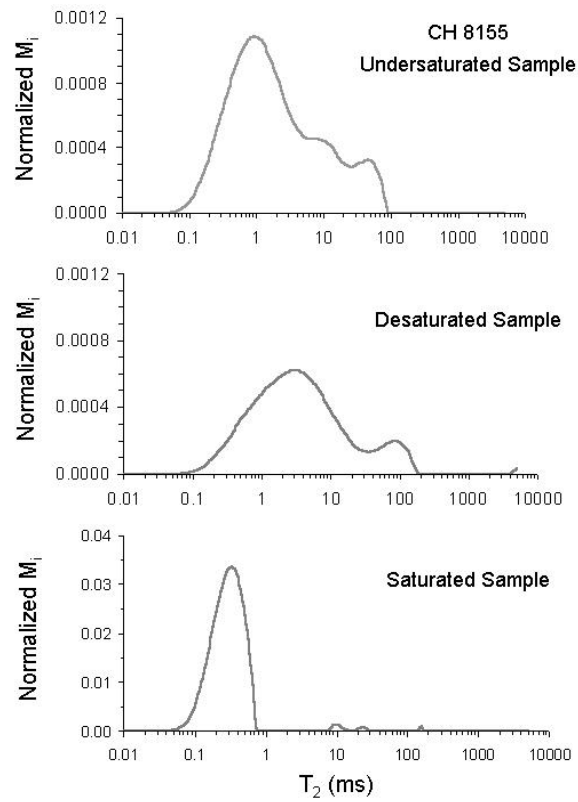 CH 8155
Undersaturated Sample
Normalized Mi
0.0012
0.0008
0.0004
0.0000
0.01 0.1 1 10 100 1000 10000
Desaturated Sample
Normalized Mi
0.0012
0.0008
0.0004
0.0000
0.01 0.1 1 10 100 1000 10000
Saturated Sample
Normalized Mi
0.04
0.03
0.02
0.01
0.00
0.01 0.1 1 10 100 1000 10000
T2 (ms)